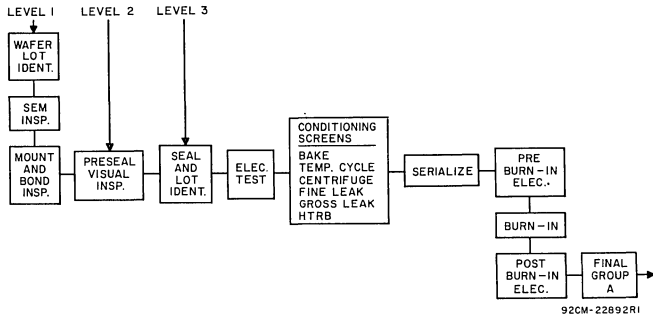 LEVEL 1
LEVEL 2
LEVEL 3
WAFER
LOT
IDENT.
SEM
INSP.
MOUNT
AND
BOND
INSP.
PRESEAL
VISUAL
INSP.
SEAL
AND
LOT
IDENT.
ELEC.
TEST
CONDITIONING
SCREENS
BAKE
TEMP. CYCLE
CENTRIFUGE
FINE LEAK
GROSS LEAK
HTRB
SERIALIZE
PRE
BURN-IN
ELEC.
BURN-IN
POST
BURN-IN
ELEC.
FINAL
GROUP
A
92CM-22892R1